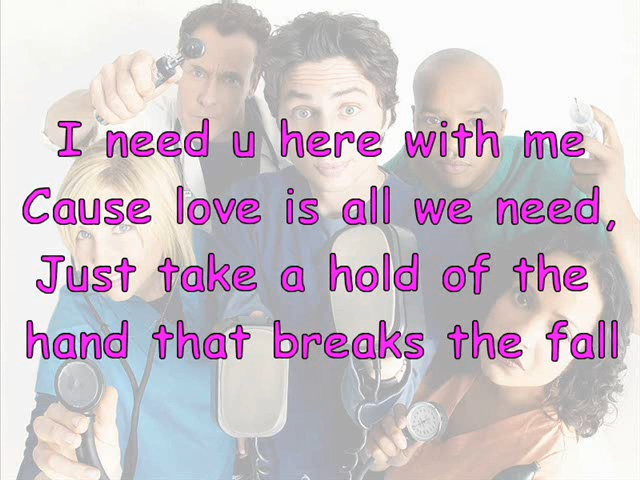 I need u here with me
Cause love is all we need,
Just take a hold of the
hand that breaks the fall